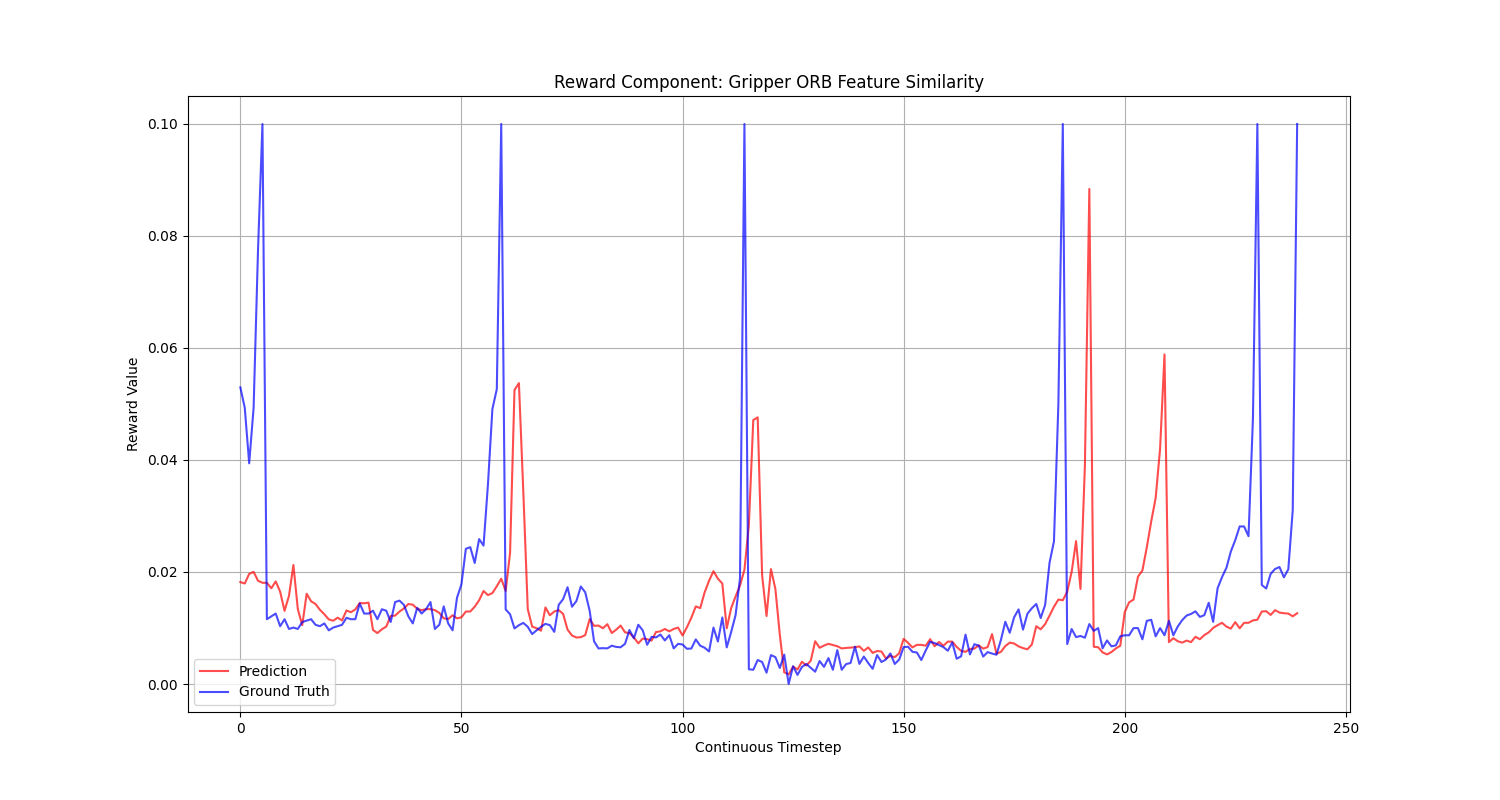 Reward Component: Gripper ORB Feature Similarity
0.10
0.08
0.06
0.04
0.02
0.00
Reward Value
Prediction
Ground Truth
0
50
100
150
200
250
Continuous Timestep